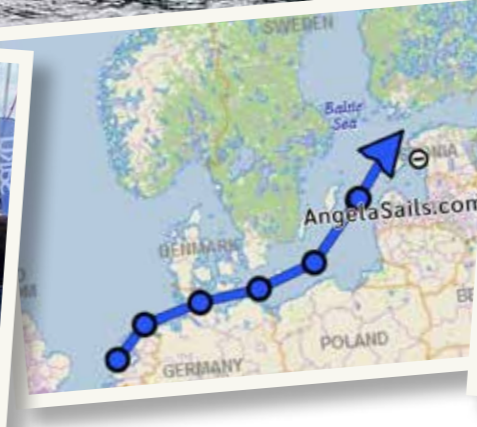 SWEDEN
Baltic
Sea
AngelaSails.com
DENMARK
POLAND
GERMANY